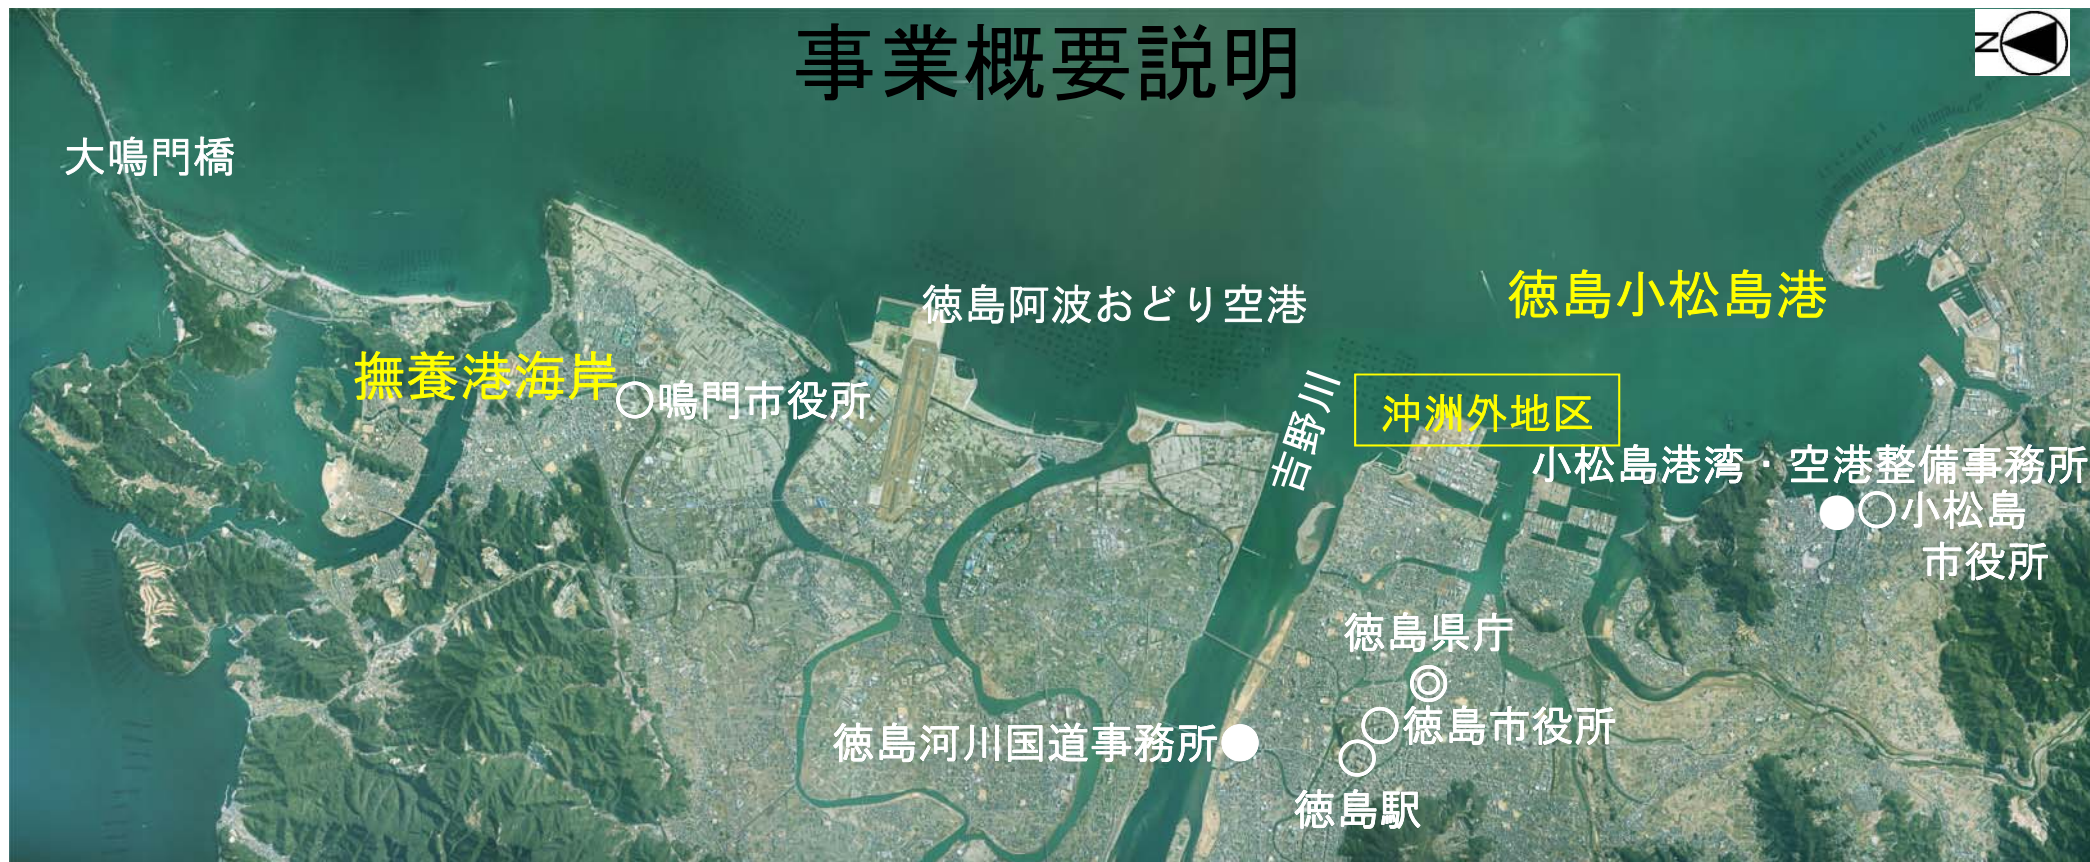 事業概要説明
N
大鳴門橋
徳島阿波おどり空港
徳島小松島港
撫養港海岸
○鳴門市役所
吉野川
沖洲外地区
小松島港湾・空港整備事務所
●○小松島
市役所
徳島県庁
◎
○徳島市役所
徳島河川国道事務所●
○
徳島駅